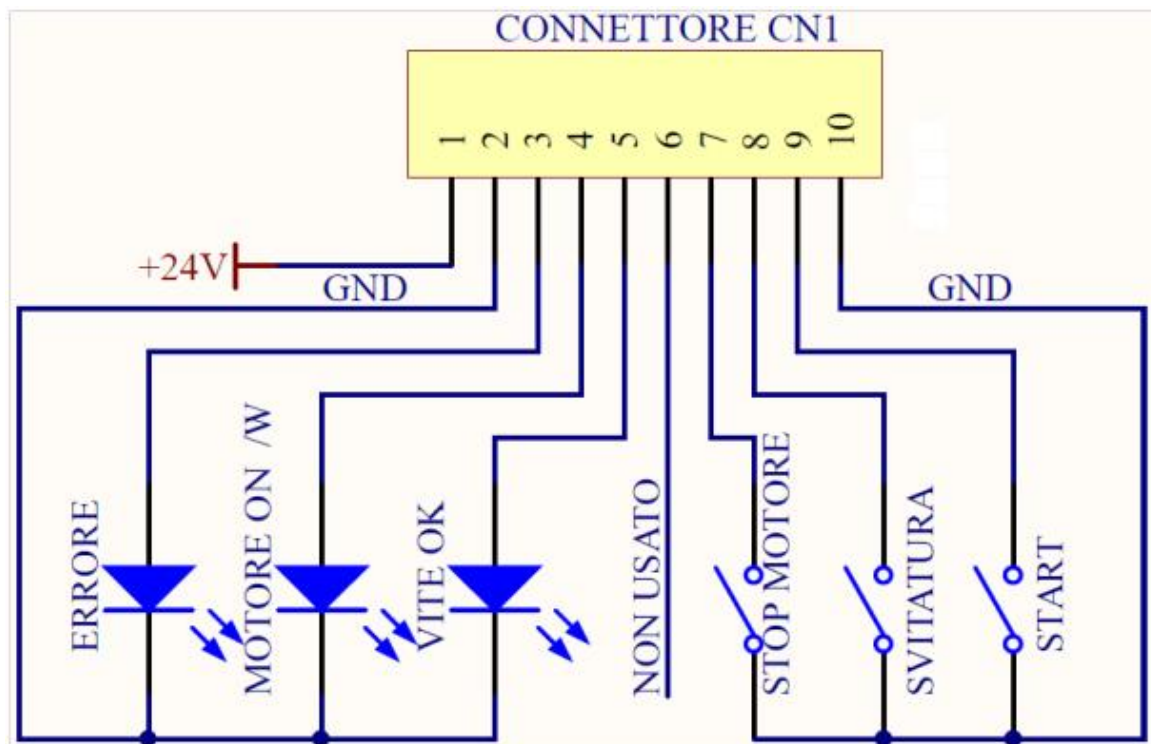 CONNETTORE CN1
1 2 3 4 5 6 7 8 9 10
+24V
GND
GND
ERRORE
MOTORE ON /W
VITE OK
NON USATO
STOP MOTORE
SVITATURA
START